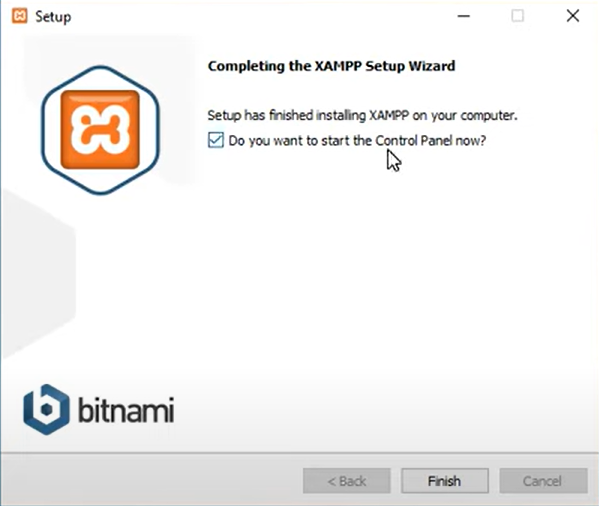 Setup
Completing the XAMPP Setup Wizard
Setup has finished installing XAMPP on your computer.
Do you want to start the Control Panel now?
bitnami
< Back
Finish
Cancel